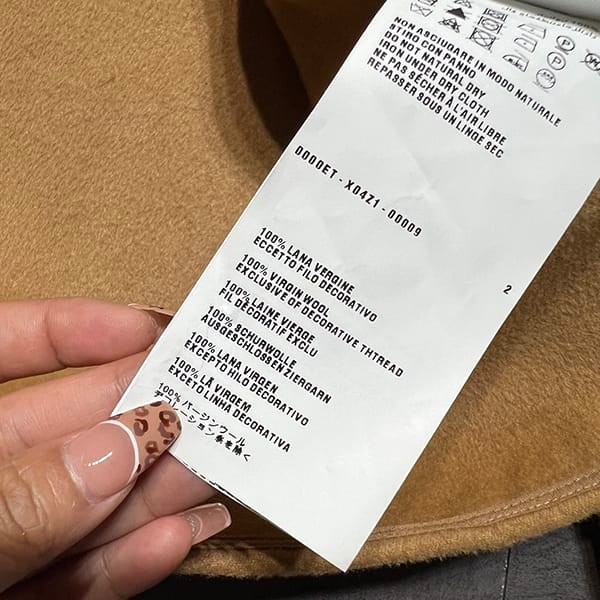 NON ASCIUGARE IN MODO NATURALE
STIRO CON PANNO
DO NOT NATURAL DRY
IRON UNDER DRY CLOTH
NE PAS SÉCHER À L'AIR LIBRE
REPASSER SOUS UN LINGE SEC
0000ET - X04Z1 - 00009
100% LANA VERGINE
ECCETTO FILO DECORATIVO
100% VIRGIN WOOL
EXCLUSIVE OF DECORATIVE THREAD
100% LAINE VIERGE
FIL DECORATIF EXCLU
100% SCHURWOLLE
AUSGESCHLOSSEN ZIERGARN
100% LANA VIRGEN
EXCEPTO HILO DECORATIVO
100% LÃ VIRGEM
EXCETO LINHA DECORATIVA
100% バージンウール
デコレーション糸を除く
2